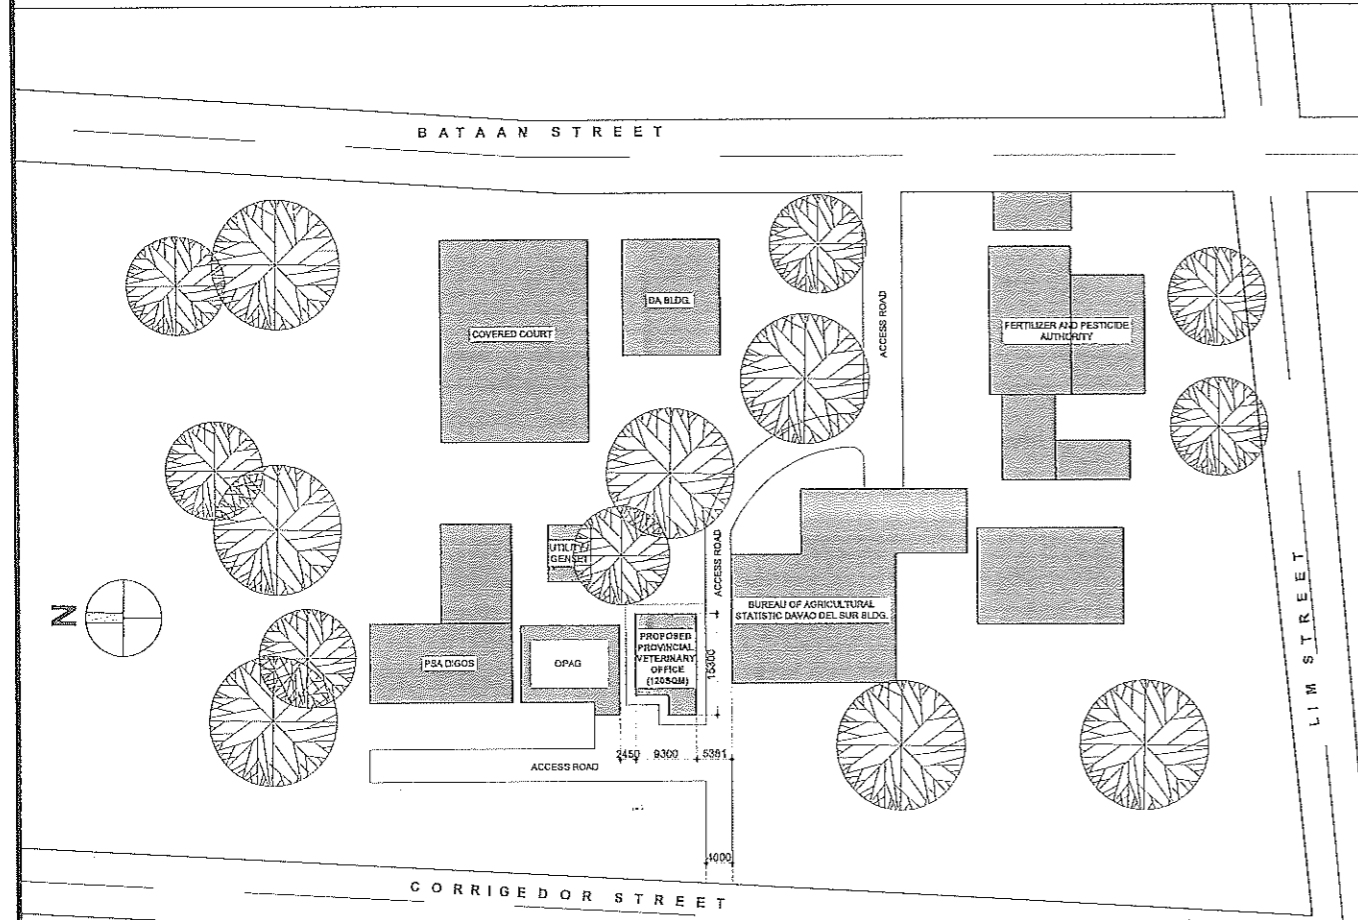 BATAAN STREET
COVERED COURT
DA BLDG.
ACCESS ROAD
FERTILIZER AND PESTICIDE
AUTHORITY
UTILITY/
GENSET
ACCESS ROAD
N
PSA DIGOS
OPAG
PROPOSED
PROVINCIAL
VETERINARY
OFFICE
(120SQM)
15300
BUREAU OF AGRICULTURAL
STATISTIC DAVAO DEL SUR BLDG.
LIM STREET
2450
9300
5381
ACCESS ROAD
4000
CORRIGEDOR STREET